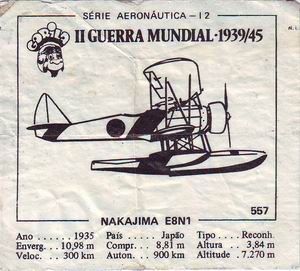 SÉRIE AERONÁUTICA - 12
GORILA
II GUERRA MUNDIAL-1939/45
557
NAKAJIMA E8N1
Ano . . . . . . 1935
País . . . . . Japão
Tipo . . . . Reconh.
Enverg. . . 10,98 m
Compr. . . 8,81 m
Altura . . . 3,84 m
Veloc. . . 300 km
Auton. . . 900 km
Altitude . 7.270 m